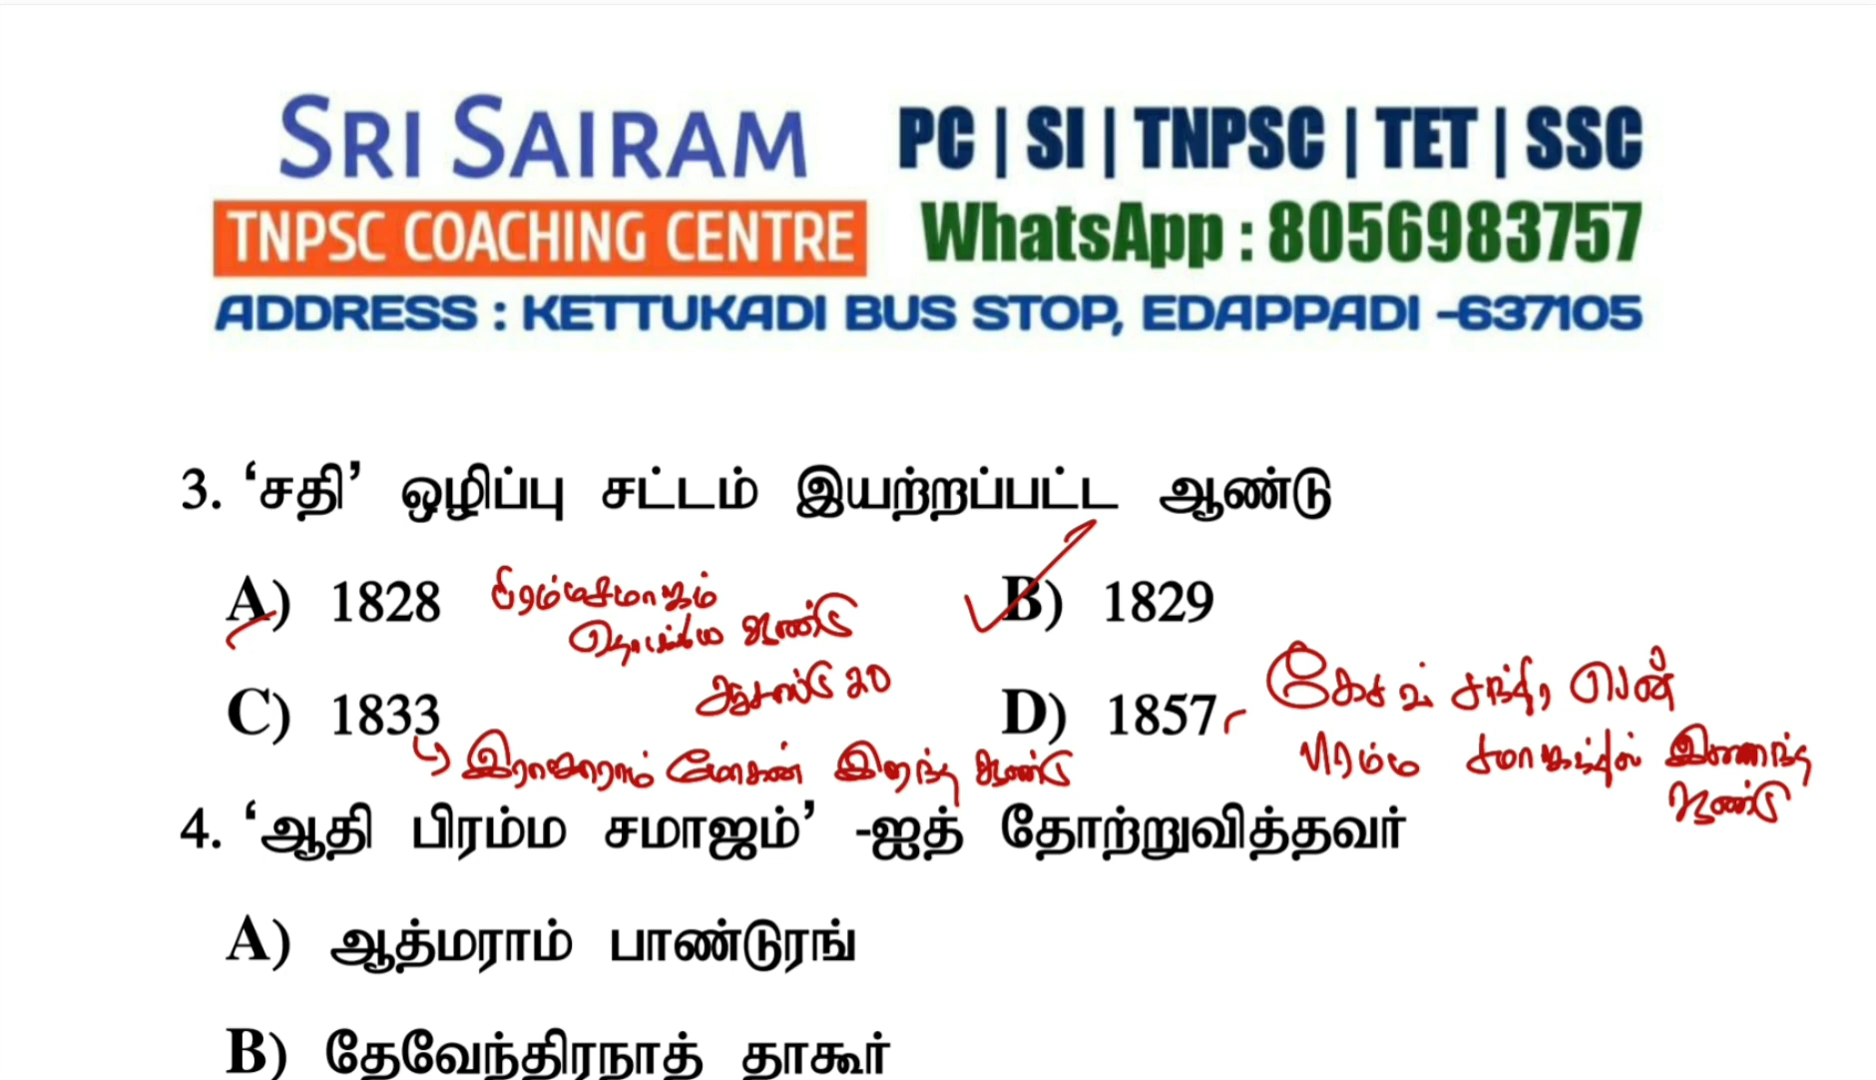 SRI SAIRAM
PC | SI | TNPSC | TET | SSC
TNPSC COACHING CENTRE
WhatsApp : 8056983757
ADDRESS : KETTUKADI BUS STOP, EDAPPADI -637105
3. ‘சதி’ ஒழிப்பு சட்டம் இயற்றப்பட்ட ஆண்டு
A) 1828 பிரம்மசமாஜம்
தொடங்கிய ஆண்டு
B) 1829
ஆகஸ்ட் 20
C) 1833
இராஜாராம் மோகன் இறந்த ஆண்டு
D) 1857 கேசவ சந்திர சென்
பிரம்ம சமாஜத்தில் இணைந்த
ஆண்டு
4. ‘ஆதி பிரம்ம சமாஜம்’ -ஐத் தோற்றுவித்தவர்
A) ஆத்மராம் பாண்டுரங்
B) தேவேந்திரநாத் தாகூர்